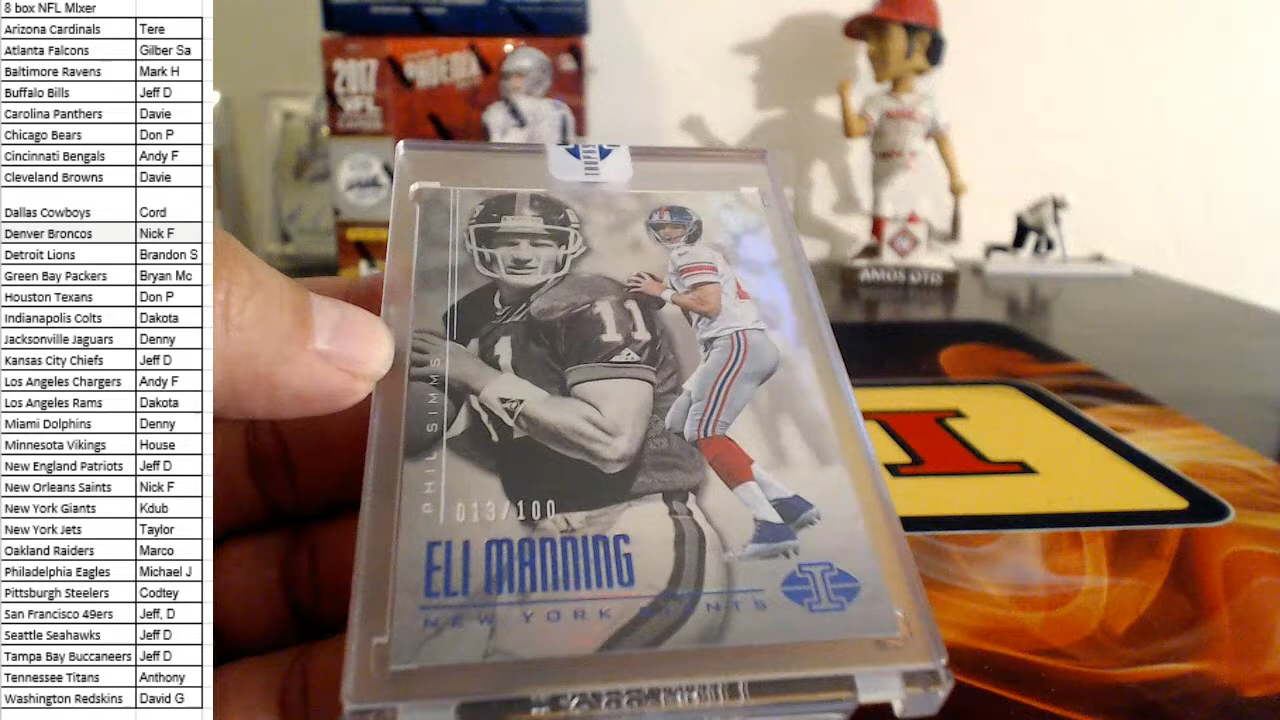 8 box NFL MIxer
Arizona Cardinals Tere
Atlanta Falcons Gilber Sa
Baltimore Ravens Mark H
Buffalo Bills Jeff D
Carolina Panthers Davie
Chicago Bears Don P
Cincinnati Bengals Andy F
Cleveland Browns Davie
Dallas Cowboys Cord
Denver Broncos Nick F
Detroit Lions Brandon S
Green Bay Packers Bryan Mc
Houston Texans Don P
Indianapolis Colts Dakota
Jacksonville Jaguars Denny
Kansas City Chiefs Jeff D
Los Angeles Chargers Andy F
Los Angeles Rams Dakota
Miami Dolphins Denny
Minnesota Vikings House
New England Patriots Jeff D
New Orleans Saints Nick F
New York Giants Kdub
New York Jets Taylor
Oakland Raiders Marco
Philadelphia Eagles Michael J
Pittsburgh Steelers Codtey
San Francisco 49ers Jeff, D
Seattle Seahawks Jeff D
Tampa Bay Buccaneers Jeff D
Tennessee Titans Anthony
Washington Redskins David G
2017 PHOENIX
NFL
AMOS OTIS
11
PHIL SIMMS
013/100
ELI MANNING
NEW YORK GIANTS
I
I